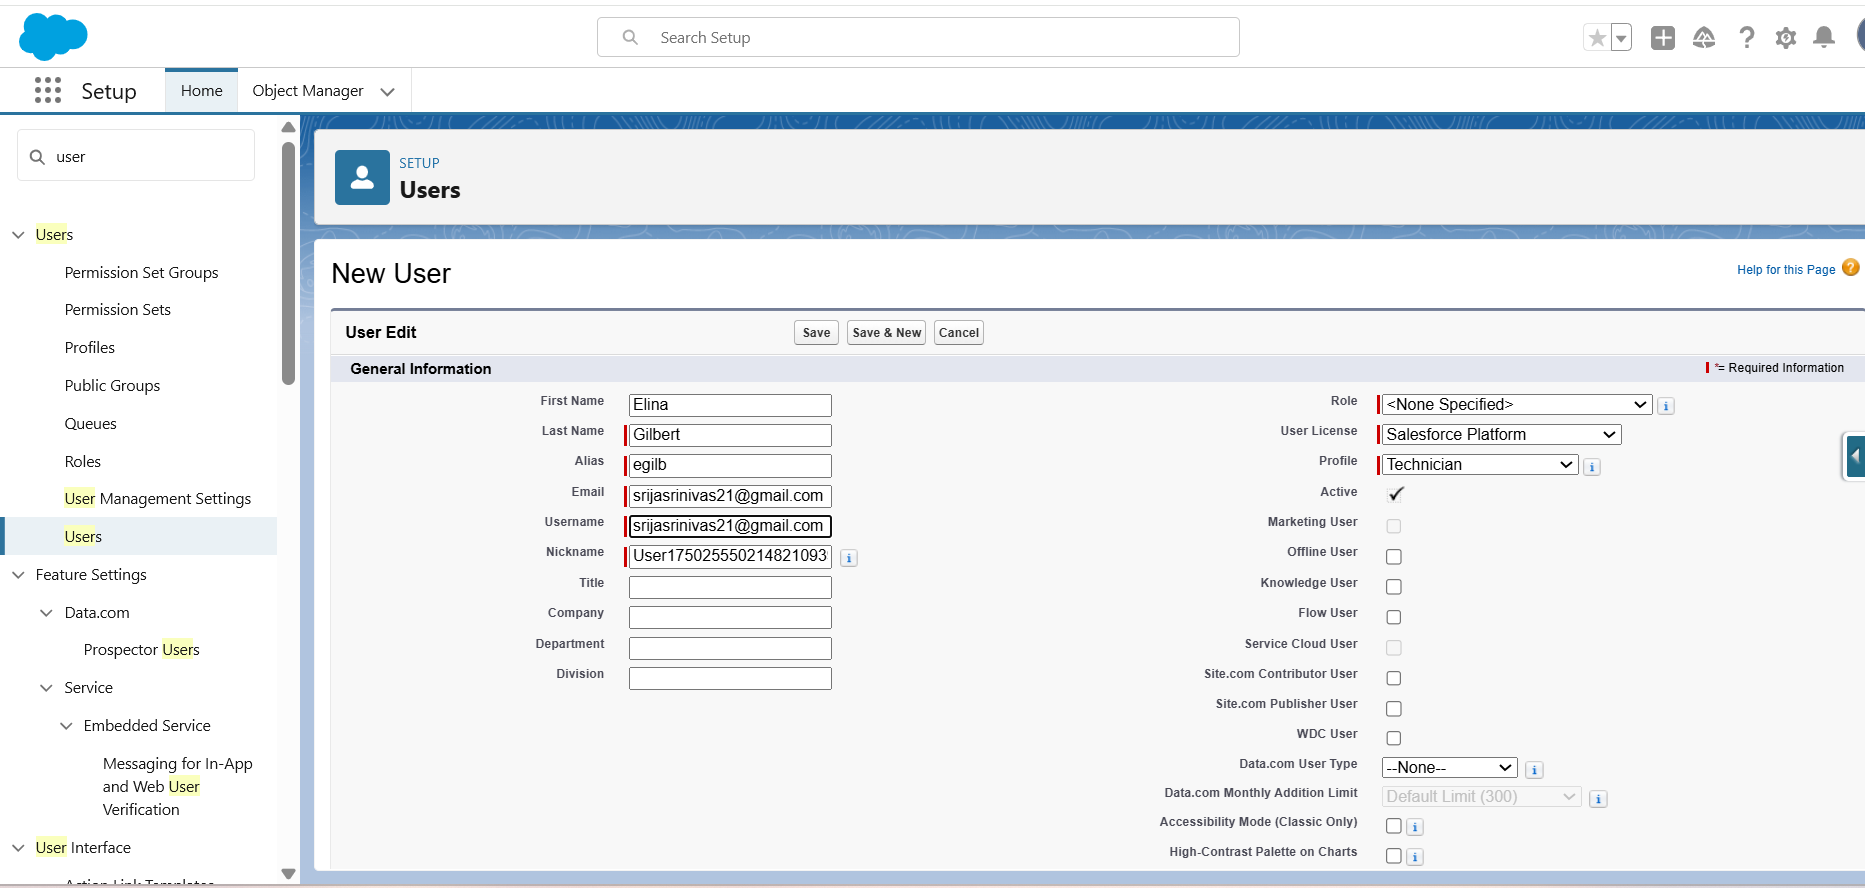 Search Setup
Setup
Home
Object Manager
user
Users
Permission Set Groups
Permission Sets
Profiles
Public Groups
Queues
Roles
User Management Settings
Users
Feature Settings
Data.com
Prospector Users
Service
Embedded Service
Messaging for In-App
and Web User
Verification
User Interface
Action Link Templates
SETUP
Users
New User
Help for this Page
User Edit
Save
Save & New
Cancel
General Information
*= Required Information
First Name Elina
Last Name Gilbert
Alias egilb
Email srijasrinivas21@gmail.com
Username srijasrinivas21@gmail.com
Nickname User175025550214821093
Title
Company
Department
Division
Role <None Specified>
User License Salesforce Platform
Profile Technician
Active
Marketing User
Offline User
Knowledge User
Flow User
Service Cloud User
Site.com Contributor User
Site.com Publisher User
WDC User
Data.com User Type --None--
Data.com Monthly Addition Limit Default Limit (300)
Accessibility Mode (Classic Only)
High-Contrast Palette on Charts